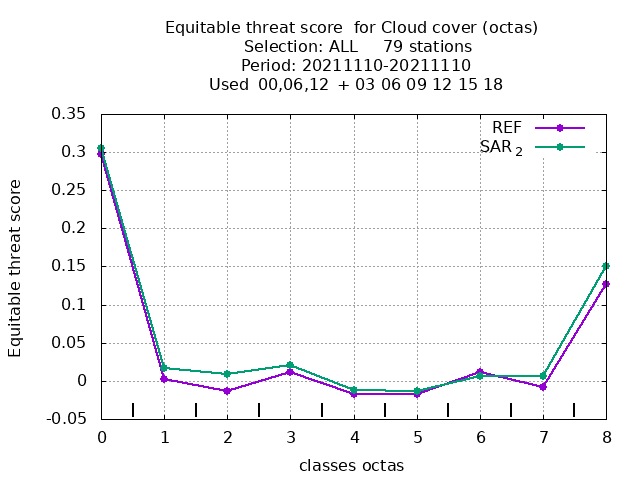 Equitable threat score  for Cloud cover (octas)
Selection: ALL     79 stations
Period: 20211110-20211110
Used  00,06,12  + 03 06 09 12 15 18
REF
SAR 2
0.35
0.3
0.25
0.2
0.15
0.1
0.05
0
-0.05
Equitable threat score
0 1 2 3 4 5 6 7 8
classes octas